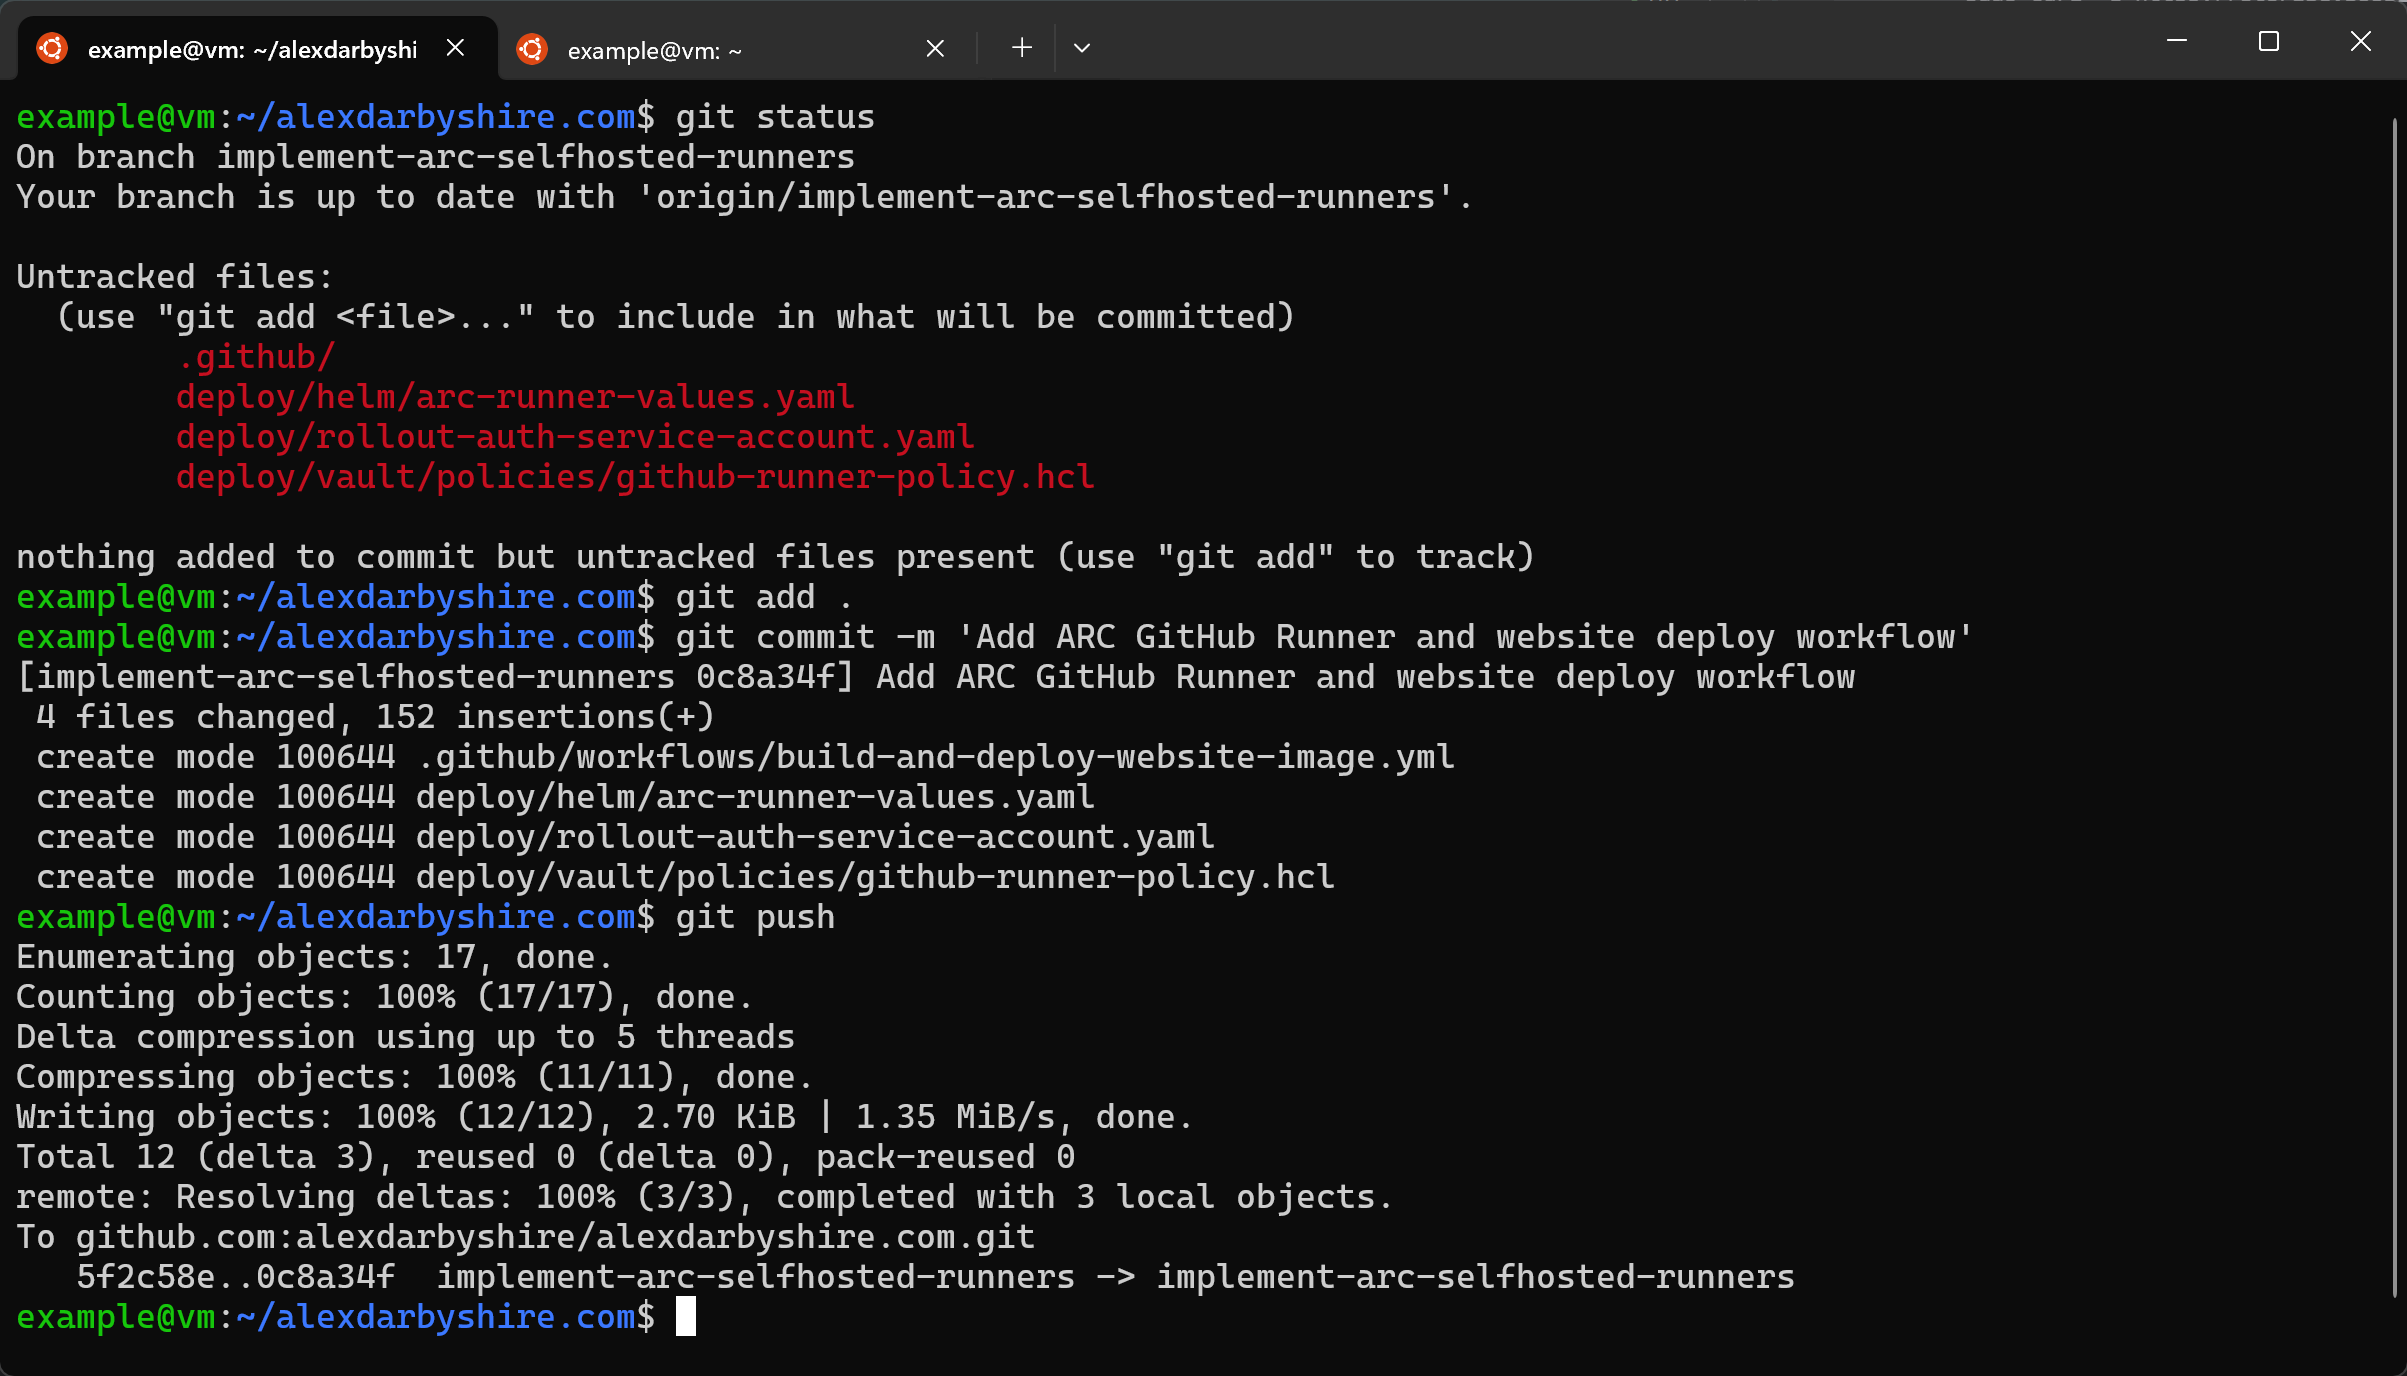 example@vm: ~/alexdarbyshi
example@vm: ~
example@vm:~/alexdarbyshire.com$ git status
On branch implement-arc-selfhosted-runners
Your branch is up to date with 'origin/implement-arc-selfhosted-runners'.
Untracked files:
  (use "git add <file>..." to include in what will be committed)
        .github/
        deploy/helm/arc-runner-values.yaml
        deploy/rollout-auth-service-account.yaml
        deploy/vault/policies/github-runner-policy.hcl
nothing added to commit but untracked files present (use "git add" to track)
example@vm:~/alexdarbyshire.com$ git add .
example@vm:~/alexdarbyshire.com$ git commit -m 'Add ARC GitHub Runner and website deploy workflow'
[implement-arc-selfhosted-runners 0c8a34f] Add ARC GitHub Runner and website deploy workflow
 4 files changed, 152 insertions(+)
 create mode 100644 .github/workflows/build-and-deploy-website-image.yml
 create mode 100644 deploy/helm/arc-runner-values.yaml
 create mode 100644 deploy/rollout-auth-service-account.yaml
 create mode 100644 deploy/vault/policies/github-runner-policy.hcl
example@vm:~/alexdarbyshire.com$ git push
Enumerating objects: 17, done.
Counting objects: 100% (17/17), done.
Delta compression using up to 5 threads
Compressing objects: 100% (11/11), done.
Writing objects: 100% (12/12), 2.70 KiB | 1.35 MiB/s, done.
Total 12 (delta 3), reused 0 (delta 0), pack-reused 0
remote: Resolving deltas: 100% (3/3), completed with 3 local objects.
To github.com:alexdarbyshire/alexdarbyshire.com.git
   5f2c58e..0c8a34f  implement-arc-selfhosted-runners -> implement-arc-selfhosted-runners
example@vm:~/alexdarbyshire.com$